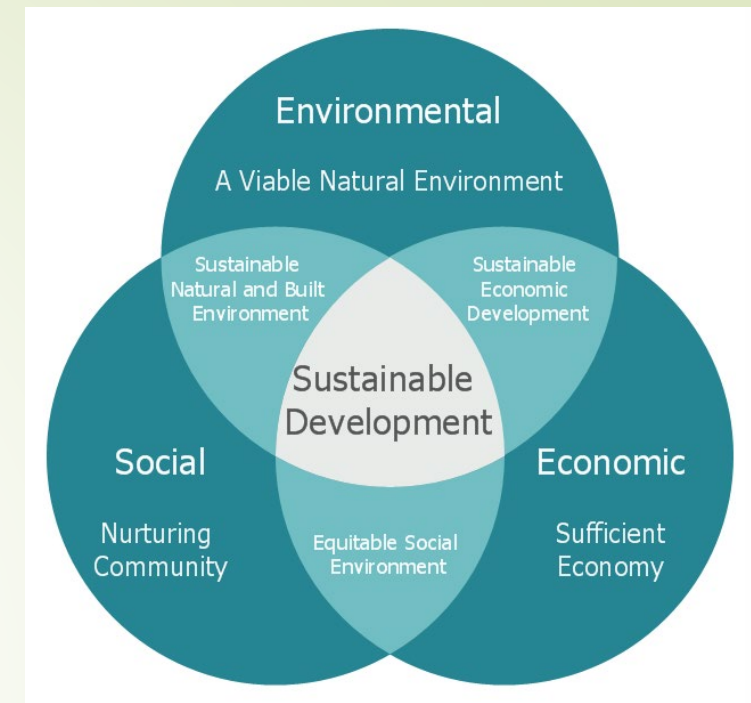 Environmental
A Viable Natural Environment
Sustainable
Natural and Built
Environment
Sustainable
Economic
Development
Sustainable
Development
Social
Nurturing
Community
Economic
Sufficient
Economy
Equitable Social
Environment